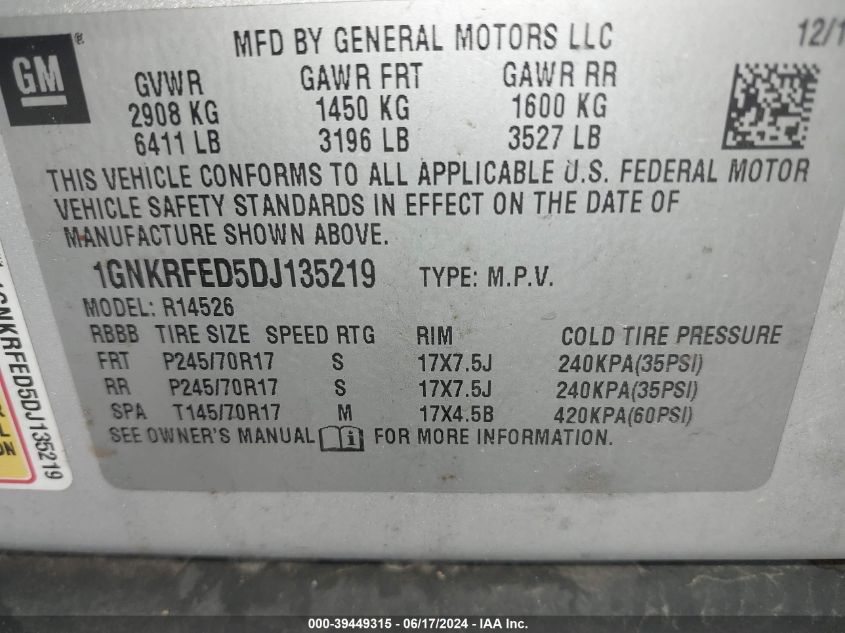 GM®
MFD BY GENERAL MOTORS LLC
12/1
GVWR GAWR FRT GAWR RR
2908 KG 1450 KG 1600 KG
6411 LB 3196 LB 3527 LB
THIS VEHICLE CONFORMS TO ALL APPLICABLE U.S. FEDERAL MOTOR
VEHICLE SAFETY STANDARDS IN EFFECT ON THE DATE OF
MANUFACTURE SHOWN ABOVE.
1GNKRFED5DJ135219 TYPE: M.P.V.
MODEL: R14526
RBBB TIRE SIZE SPEED RTG RIM COLD TIRE PRESSURE
FRT P245/70R17 S 17X7.5J 240KPA(35PSI)
RR P245/70R17 S 17X7.5J 240KPA(35PSI)
SPA T145/70R17 M 17X4.5B 420KPA(60PSI)
SEE OWNER'S MANUAL FOR MORE INFORMATION.
1GNKRFED5DJ135219
000-39449315 - 06/17/2024 - IAA Inc.